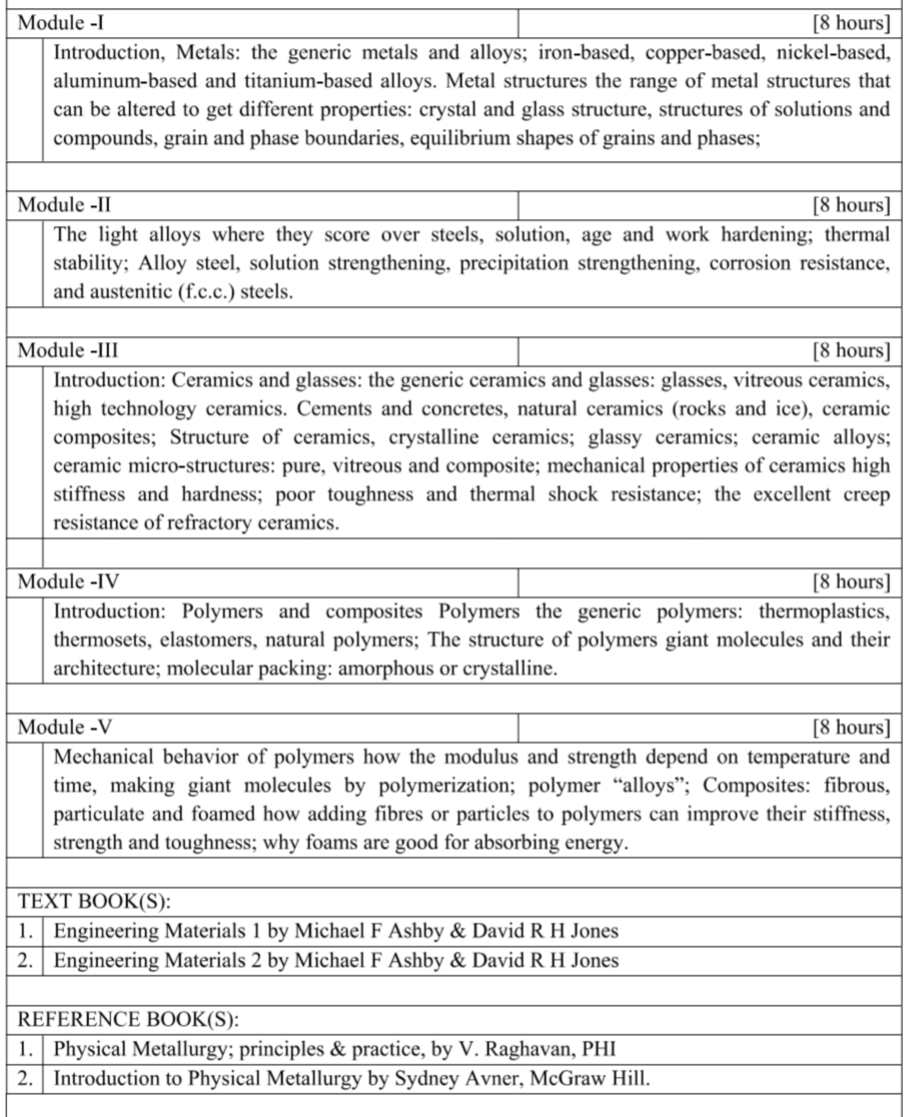 Module -I [8 hours]
Introduction, Metals: the generic metals and alloys; iron-based, copper-based, nickel-based,
aluminum-based and titanium-based alloys. Metal structures the range of metal structures that
can be altered to get different properties: crystal and glass structure, structures of solutions and
compounds, grain and phase boundaries, equilibrium shapes of grains and phases;
Module -II [8 hours]
The light alloys where they score over steels, solution, age and work hardening; thermal
stability; Alloy steel, solution strengthening, precipitation strengthening, corrosion resistance,
and austenitic (f.c.c.) steels.
Module -III [8 hours]
Introduction: Ceramics and glasses: the generic ceramics and glasses: glasses, vitreous ceramics,
high technology ceramics. Cements and concretes, natural ceramics (rocks and ice), ceramic
composites; Structure of ceramics, crystalline ceramics; glassy ceramics; ceramic alloys;
ceramic micro-structures: pure, vitreous and composite; mechanical properties of ceramics high
stiffness and hardness; poor toughness and thermal shock resistance; the excellent creep
resistance of refractory ceramics.
Module -IV [8 hours]
Introduction: Polymers and composites Polymers the generic polymers: thermoplastics,
thermosets, elastomers, natural polymers; The structure of polymers giant molecules and their
architecture; molecular packing: amorphous or crystalline.
Module -V [8 hours]
Mechanical behavior of polymers how the modulus and strength depend on temperature and
time, making giant molecules by polymerization; polymer “alloys”; Composites: fibrous,
particulate and foamed how adding fibres or particles to polymers can improve their stiffness,
strength and toughness; why foams are good for absorbing energy.
TEXT BOOK(S):
1. Engineering Materials 1 by Michael F Ashby & David R H Jones
2. Engineering Materials 2 by Michael F Ashby & David R H Jones
REFERENCE BOOK(S):
1. Physical Metallurgy; principles & practice, by V. Raghavan, PHI
2. Introduction to Physical Metallurgy by Sydney Avner, McGraw Hill.